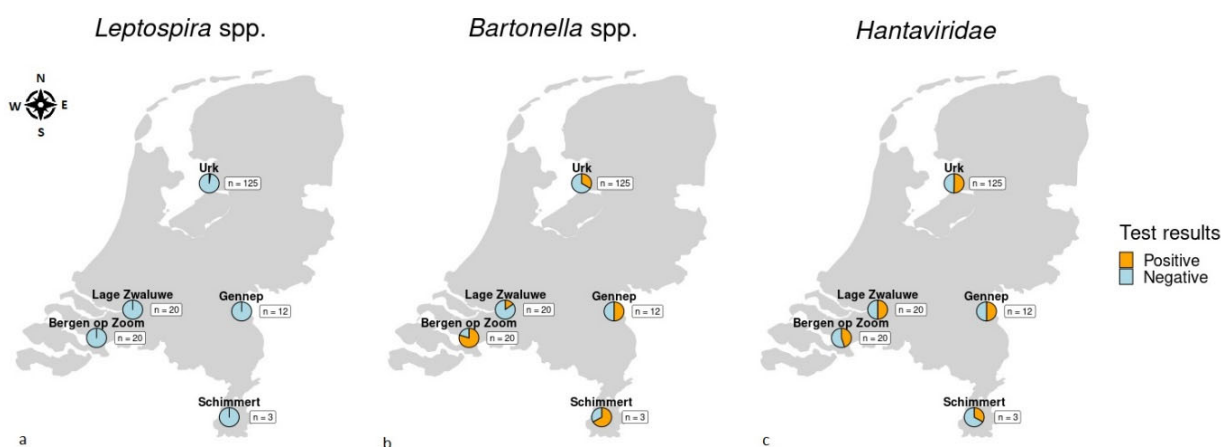 Leptospira spp.
Bartonella spp.
Hantaviridae
N
W E
S
Urk
n = 125
Lage Zwaluwe
n = 20
Gennep
n = 12
Bergen op Zoom
n = 20
Schimmert
n = 3
a
Urk
n = 125
Lage Zwaluwe
n = 20
Gennep
n = 12
Bergen op Zoom
n = 20
Schimmert
n = 3
b
Urk
n = 125
Lage Zwaluwe
n = 20
Gennep
n = 12
Bergen op Zoom
n = 20
Schimmert
n = 3
c
Test results
Positive
Negative